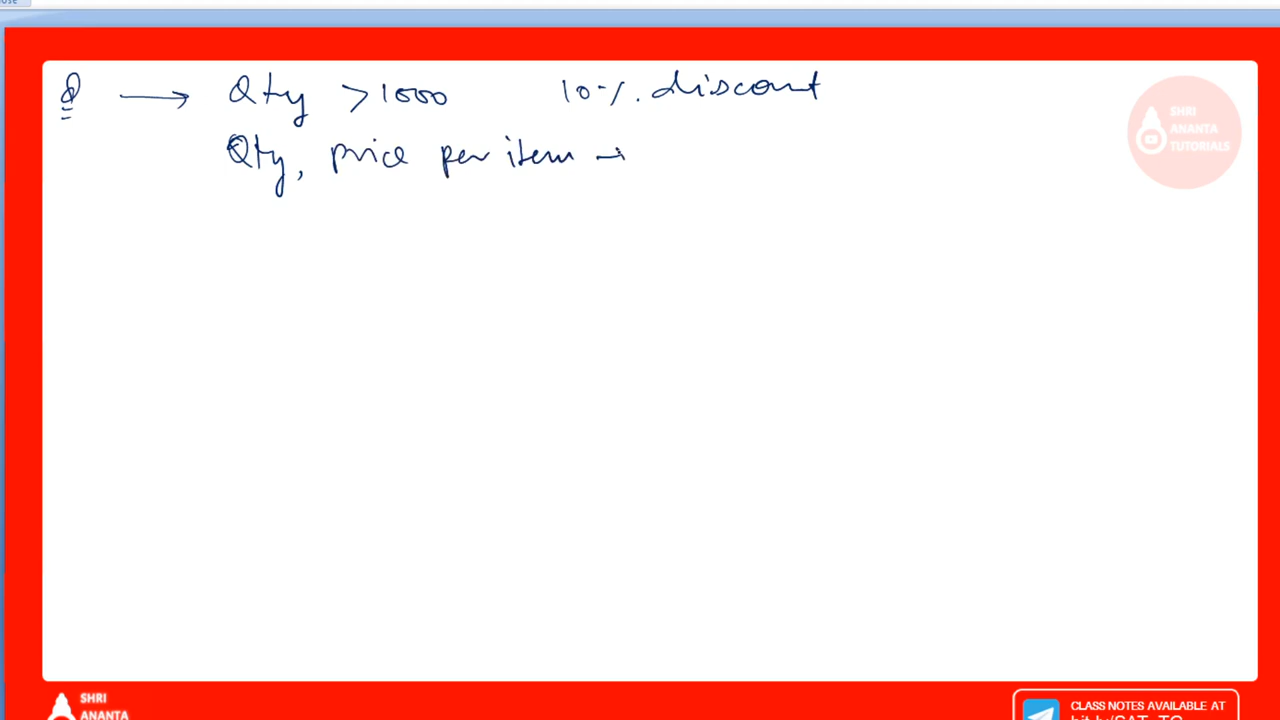 Q → Qty >1000 10%. discount
Qty, price per item →
SHRI
ANANTA
TUTORIALS
SHRI
ANANTA
CLASS NOTES AVAILABLE AT